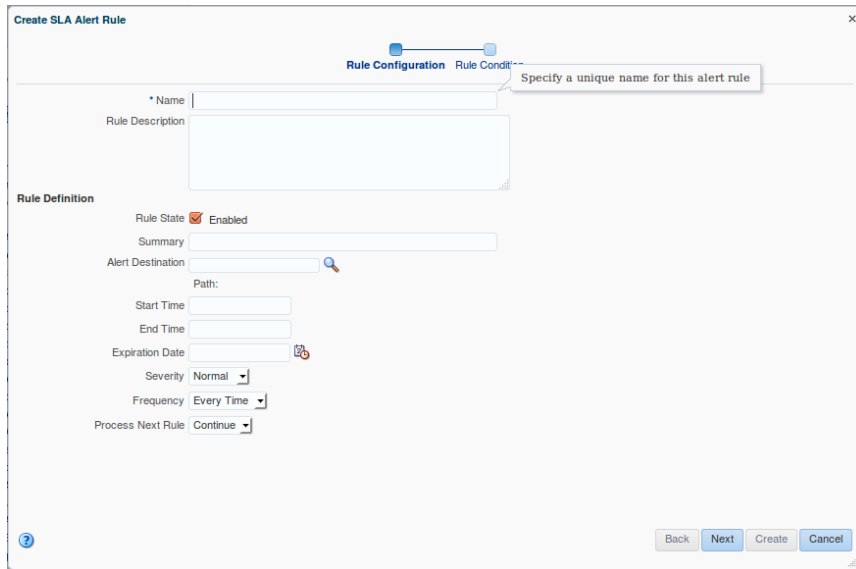 Create SLA Alert Rule
Rule Configuration Rule Condition
Specify a unique name for this alert rule
* Name
Rule Description
Rule Definition
Rule State Enabled
Summary
Alert Destination
Path:
Start Time
End Time
Expiration Date
Severity Normal
Frequency Every Time
Process Next Rule Continue
Back Next Create Cancel